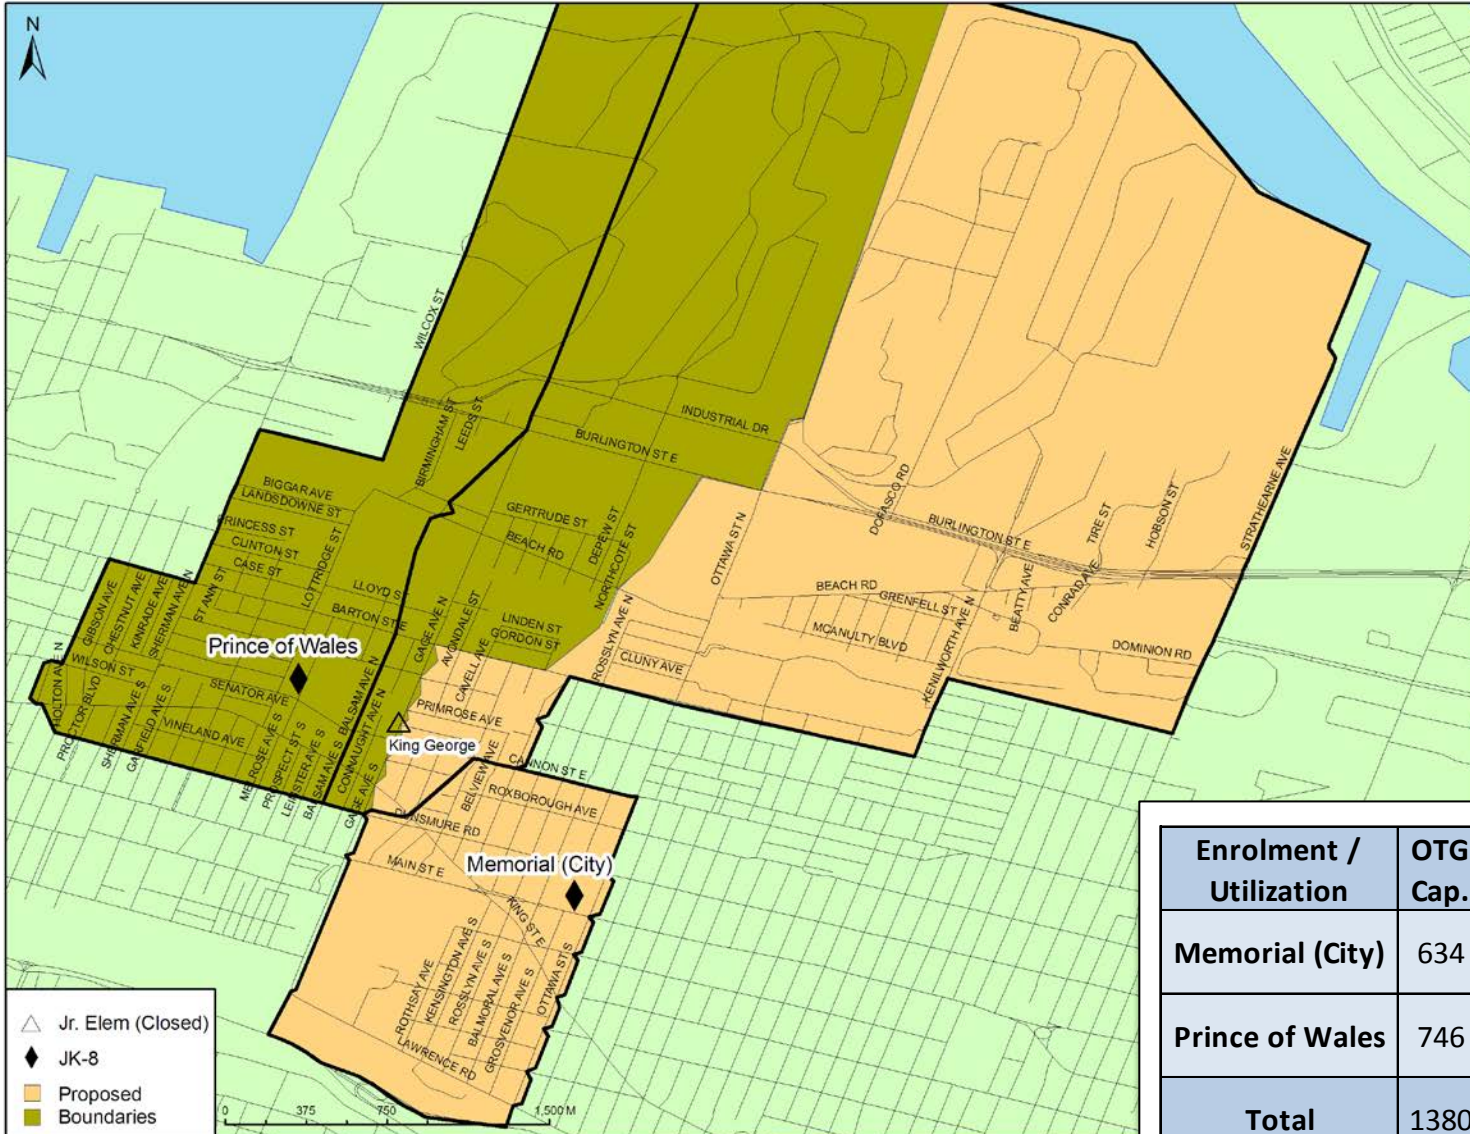 N
WILCOX ST
BIRMINGHAM ST
LEEDS ST
INDUSTRIAL DR
BURLINGTON ST E
BIGGAR AVE
LANDSDOWNE ST
PRINCESS ST
CLINTON ST
CASE ST
LOTTRIDGE ST
GERTRUDE ST
BEACH RD
DEPEW ST
NORTHCOTE ST
OTTAWA ST N
DOFASCO RD
BURLINGTON ST E
TIRE ST
HOBSON ST
STRATHEARNE AVE
GIBSON AVE
CHESTNUT AVE
KINRADE AVE
SHERMAN AVE N
ST ANN ST
LLOYD ST
BARTON ST E
GAGE AVE N
AVONDALE ST
LINDEN ST
GORDON ST
CAVELL AVE
ROSSLYN AVE N
CLUNY AVE
BEACH RD
GRENFELL ST
MCANULTY BLVD
KENILWORTH AVE N
BEATTY AVE
CONRAD AVE
DOMINION RD
HOLTON AVE N
WILSON ST
PROCTOR BLVD
Prince of Wales
SENATOR AVE
VINELAND AVE
SHERMAN AVE S
GARFIELD AVE S
MELROSE AVE S
PROSPECT ST S
LEINSTER AVE S
BALSAM AVE S
BALSAM AVE N
CONNAUGHT AVE N
GAGE AVE S
PRIMROSE AVE
King George
BELVIEW AVE
CANNON ST E
ROXBOROUGH AVE
NSMURE RD
MAIN ST E
Memorial (City)
KING ST E
ROTHSAY AVE
KENSINGTON AVE S
ROSSLYN AVE S
BALMORAL AVE S
GROSVENOR AVE S
OTTAWA ST S
LAWRENCE RD
Jr. Elem (Closed)
JK-8
Proposed
Boundaries
0 375 750 1,500 M
Enrolment / Utilization OTG Cap.
Memorial (City) 634
Prince of Wales 746
Total 1380